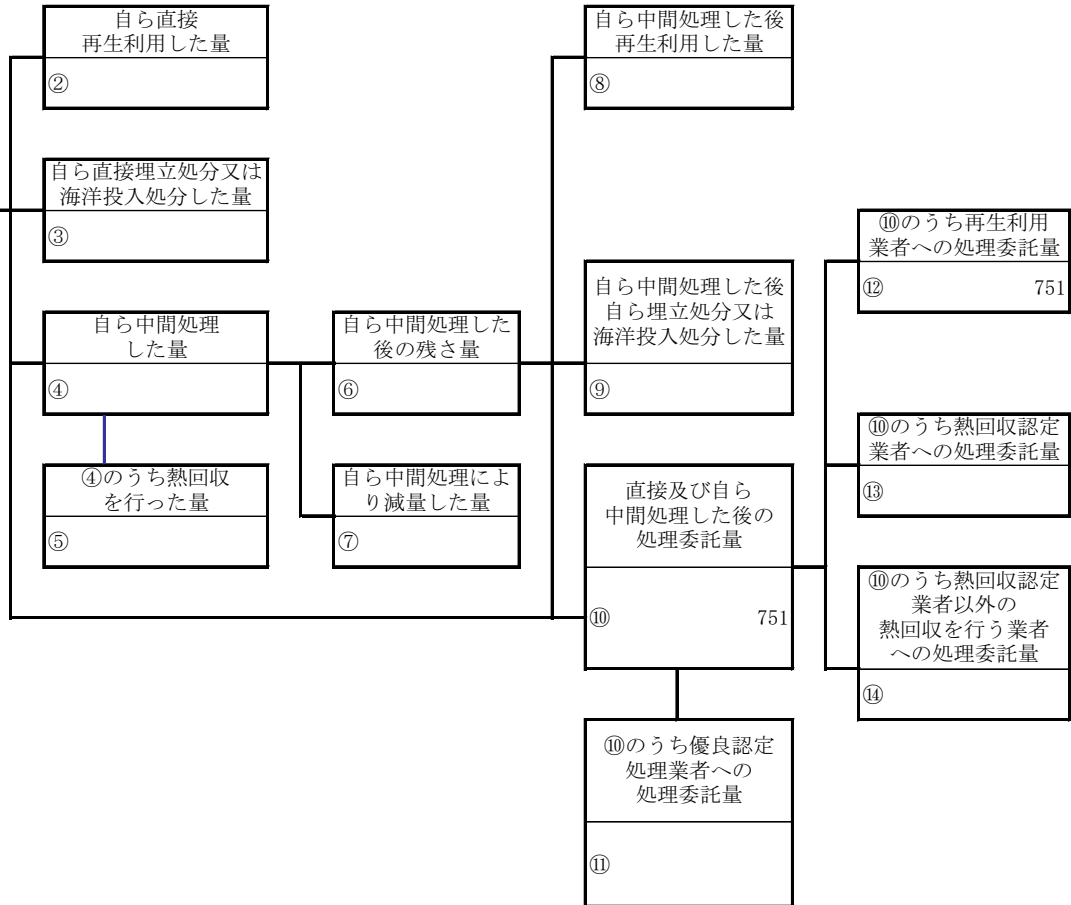 自ら直接
再生利用した量
②
自ら中間処理した後
再生利用した量
⑧
自ら直接埋立処分又は
海洋投入処分した量
③
⑩のうち再生利用
業者への処理委託量
⑫ 751
自ら中間処理した後
自ら埋立処分又は
海洋投入処分した量
⑨
自ら中間処理
した量
④
自ら中間処理した
後の残さ量
⑥
⑩のうち熱回収認定
業者への処理委託量
⑬
④のうち熱回収
を行った量
⑤
自ら中間処理によ
り減量した量
⑦
直接及び自ら
中間処理した後の
処理委託量
⑩ 751
⑩のうち熱回収認定
業者以外の
熱回収を行う業者
への処理委託量
⑭
⑩のうち優良認定
処理業者への
処理委託量
⑪